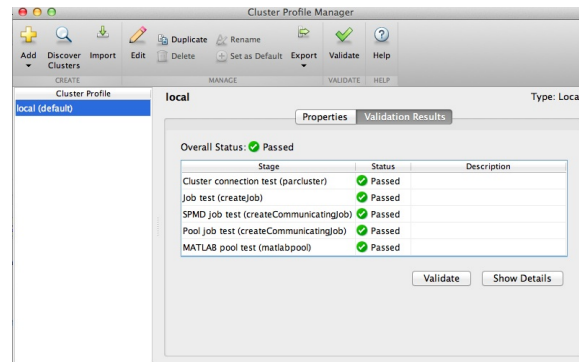 Cluster Profile Manager
Add Discover Clusters Import Edit Duplicate Rename Delete Set as Default Export Validate Help
CREATE MANAGE VALIDATE HELP
Cluster Profile
local (default)
local Type: Loca
Properties Validation Results
Overall Status: Passed
Stage Status Description
Cluster connection test (parcluster) Passed
Job test (createJob) Passed
SPMD job test (createCommunicatingJob) Passed
Pool job test (createCommunicatingJob) Passed
MATLAB pool test (matlabpool) Passed
Validate Show Details